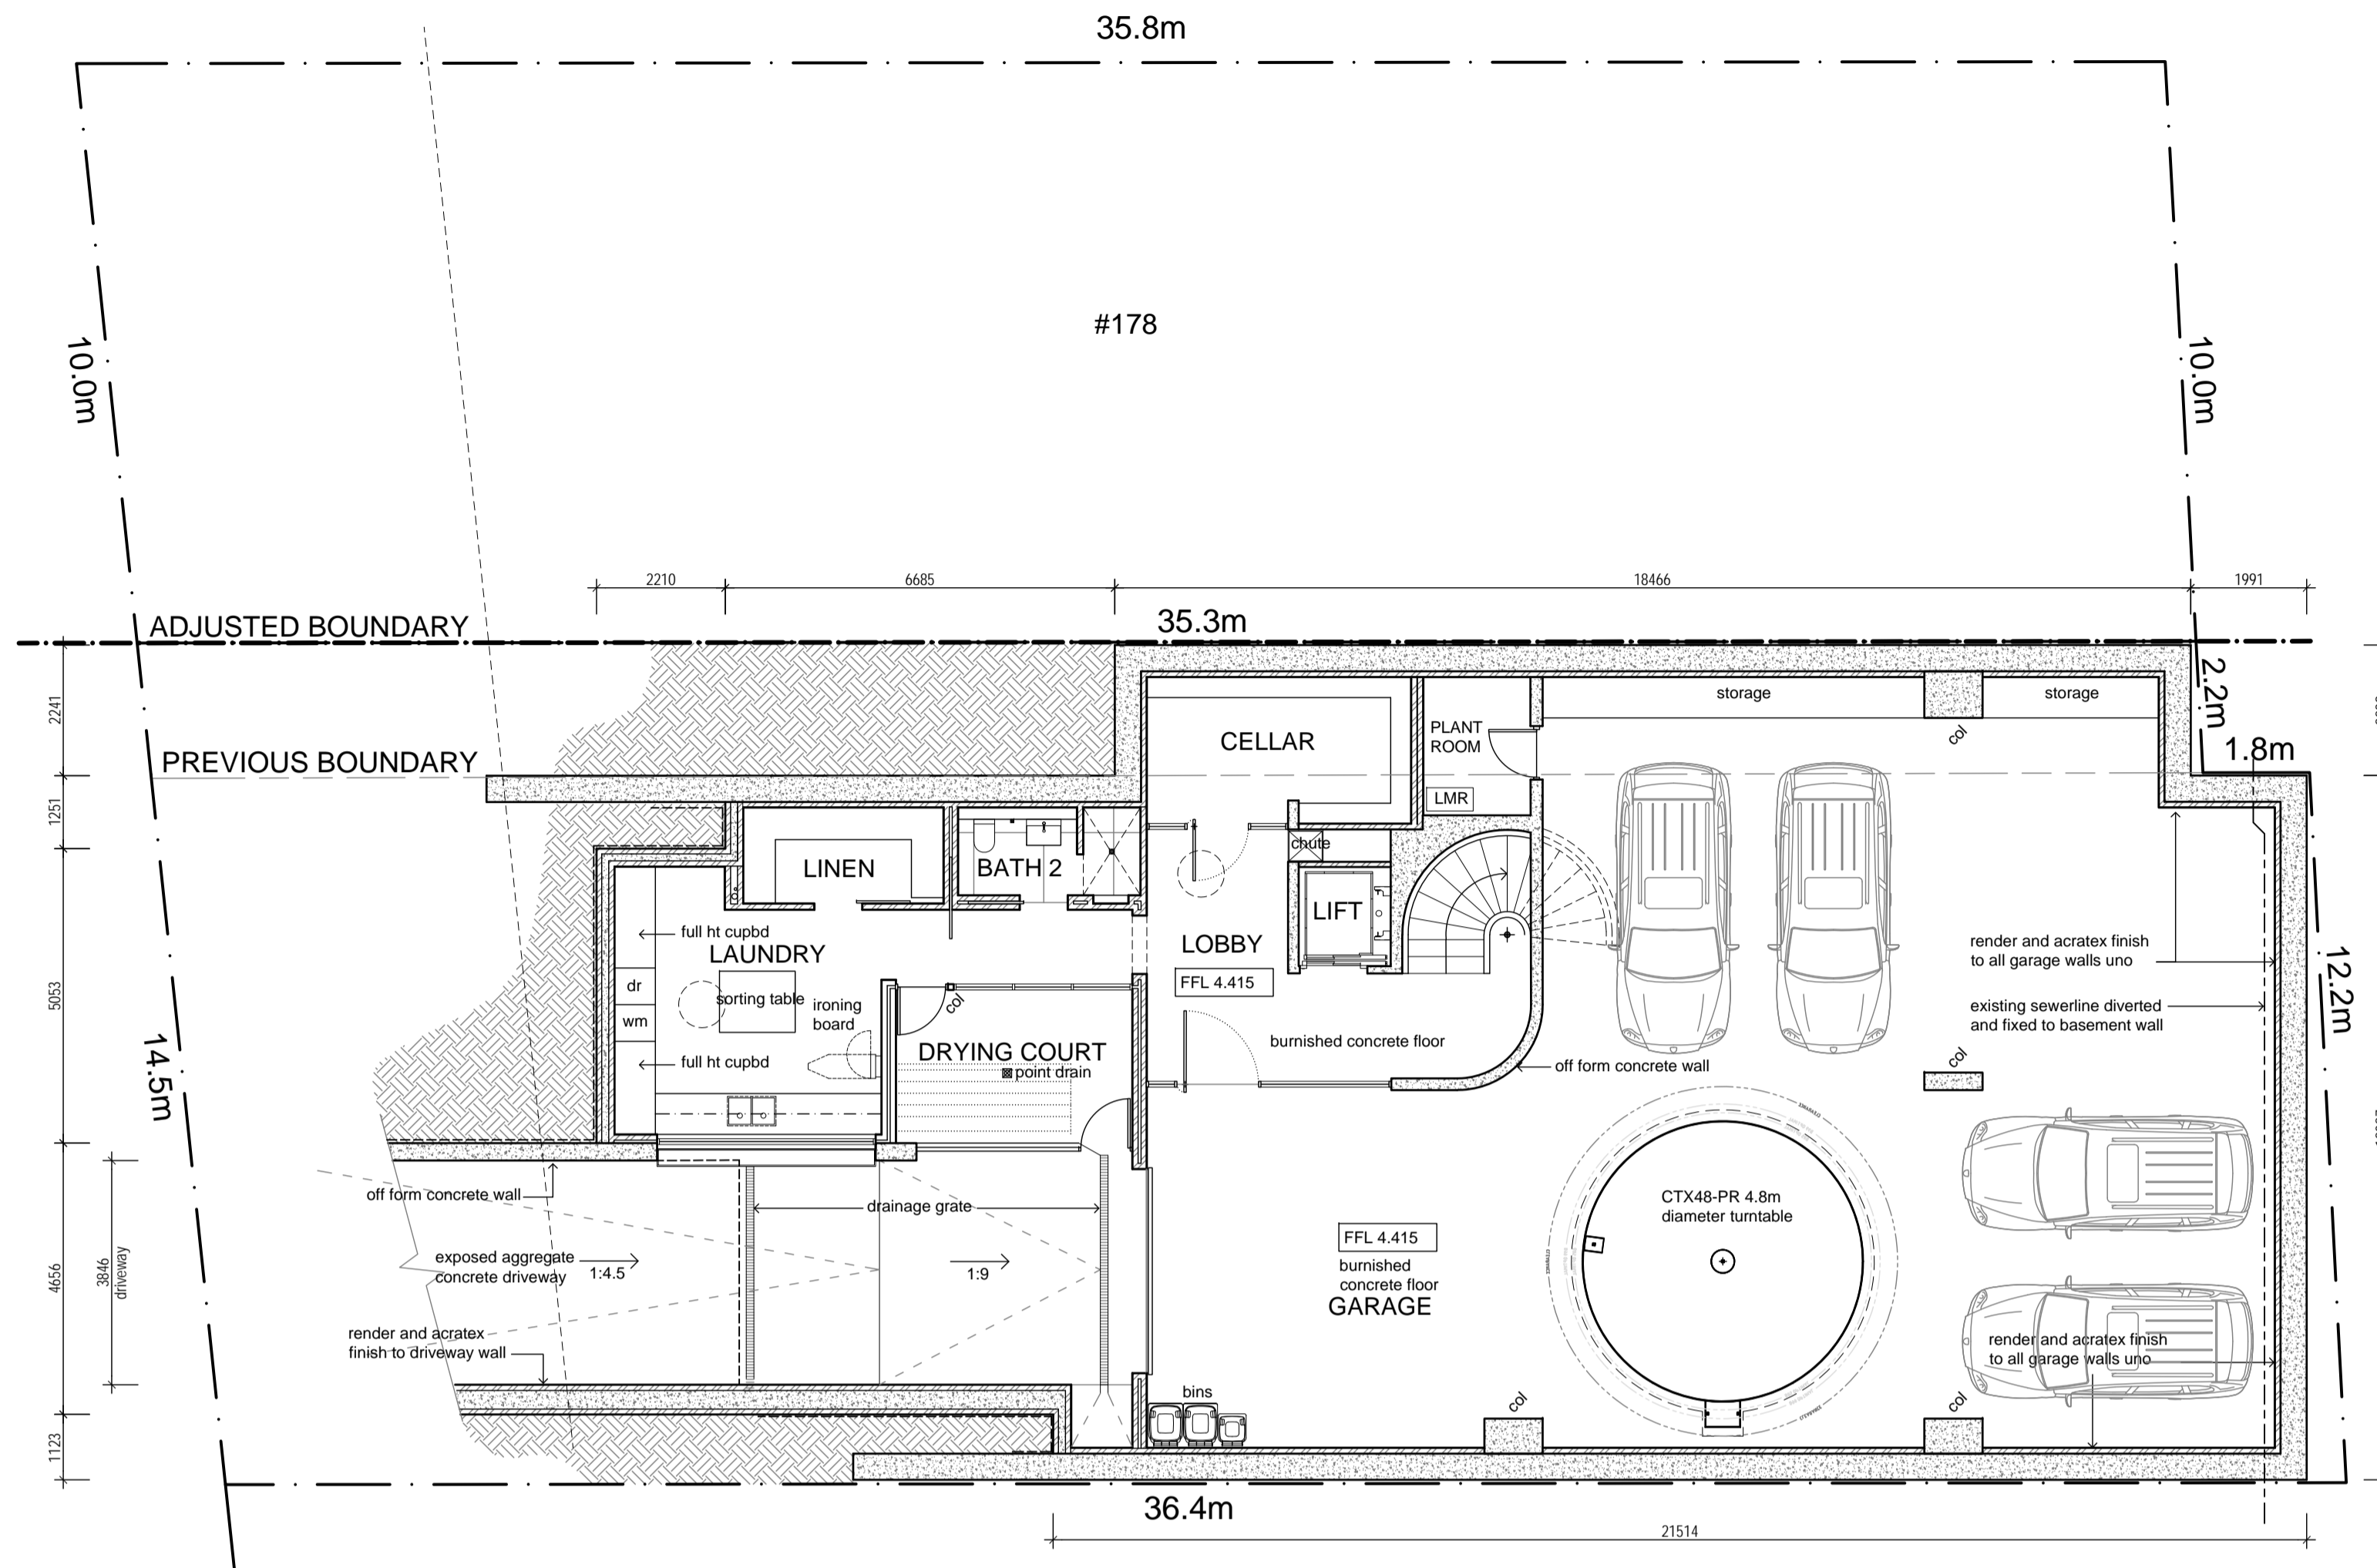 35.8m
#178
10.0m
10.0m
2210
6685
18466
1991
ADJUSTED BOUNDARY
35.3m
2.2m
2241
storage
storage
PLANT
ROOM
col
CELLAR
PREVIOUS BOUNDARY
1.8m
LMR
1251
chute
LINEN
BATH 2
LIFT
full ht cupbd
LAUNDRY
LOBBY
render and acratex finish
to all garage walls uno
FFL 4.415
dr
sorting table
col
5053
ironing
board
existing sewerline diverted
and fixed to basement wall
12.2m
wm
burnished concrete floor
DRYING COURT
point drain
full ht cupbd
off form concrete wall
col
14.5m
off form concrete wall
drainage grate
CTX48-PR 4.8m
diameter turntable
FFL 4.415
exposed aggregate
concrete driveway
1:4.5
1:9
burnished
concrete floor
GARAGE
4656
3846
driveway
render and acratex
finish to driveway wall
render and acratex finish
to all garage walls uno
bins
col
col
1123
36.4m
21514